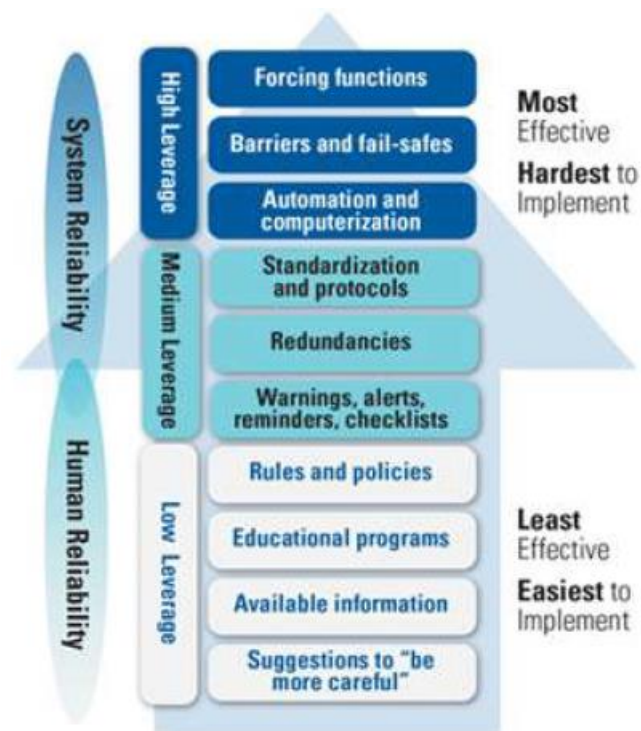 System Reliability
Human Reliability
High Leverage
Medium Leverage
Low Leverage
Forcing functions
Barriers and fail-safes
Automation and
computerization
Standardization
and protocols
Redundancies
Warnings, alerts,
reminders, checklists
Rules and policies
Educational programs
Available information
Suggestions to “be
more careful”
Most
Effective
Hardest to
Implement
Least
Effective
Easiest to
Implement